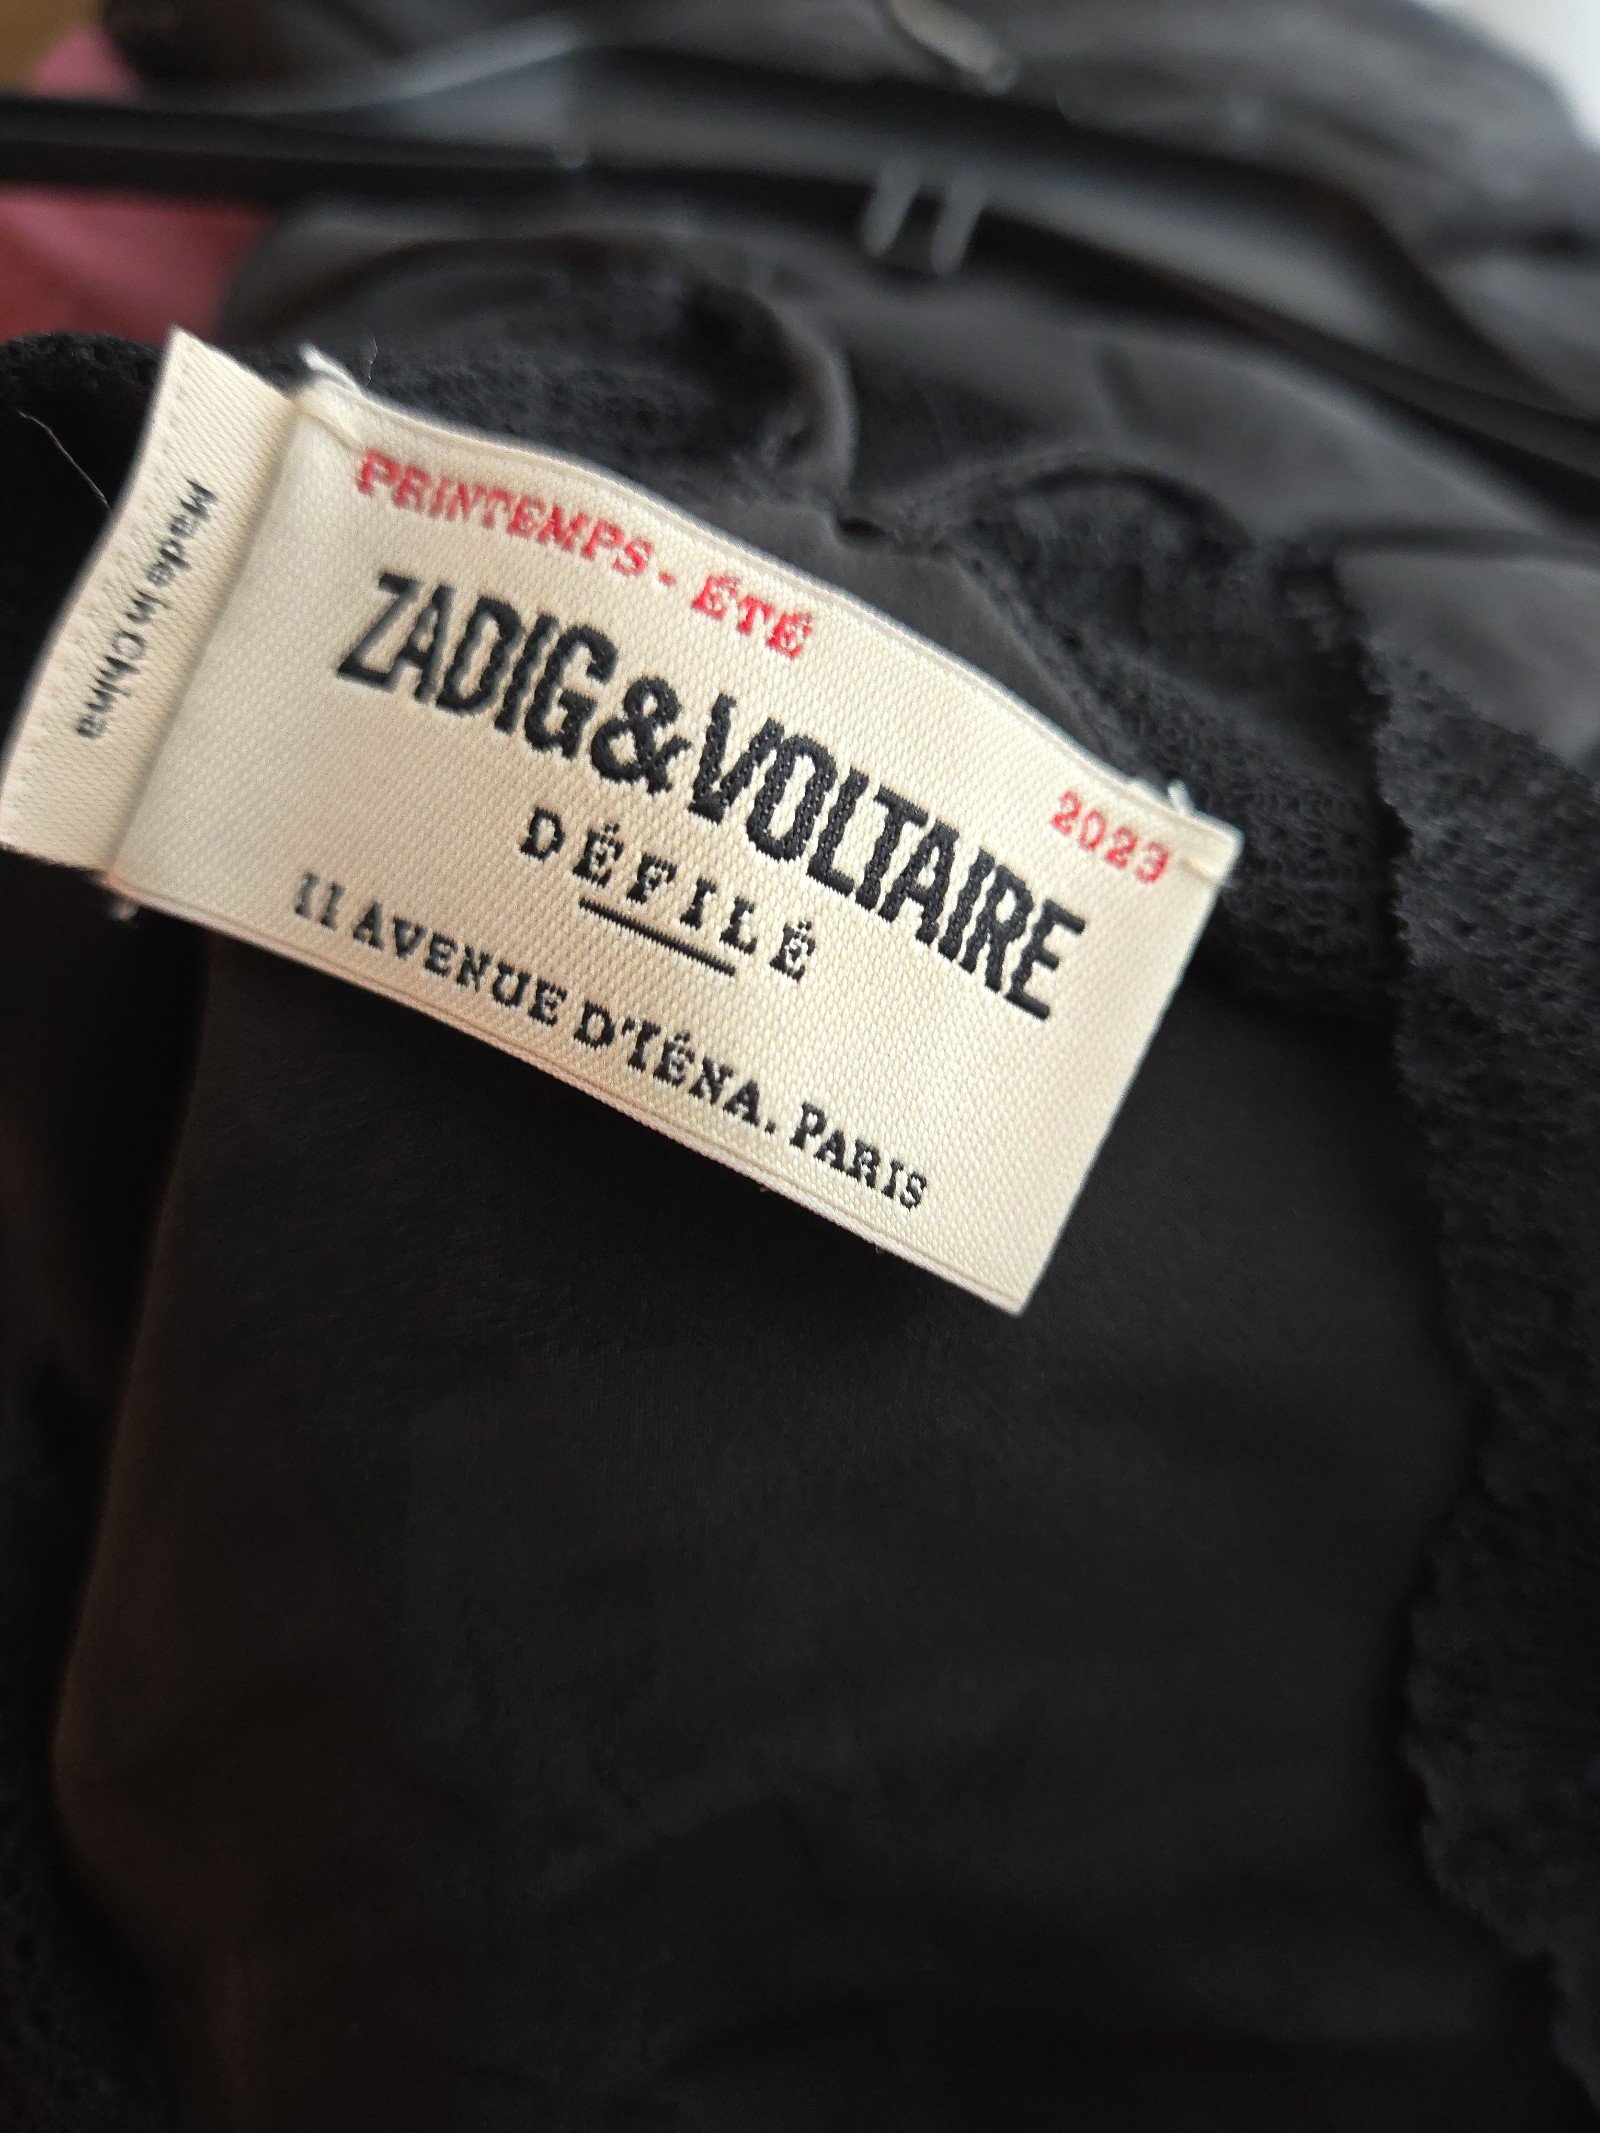 PRINTEMPS - ÉTÉ 2023
ZADIG&VOLTAIRE
DÉFILÉ
11 AVENUE D'IÉNA. PARIS
Made in China